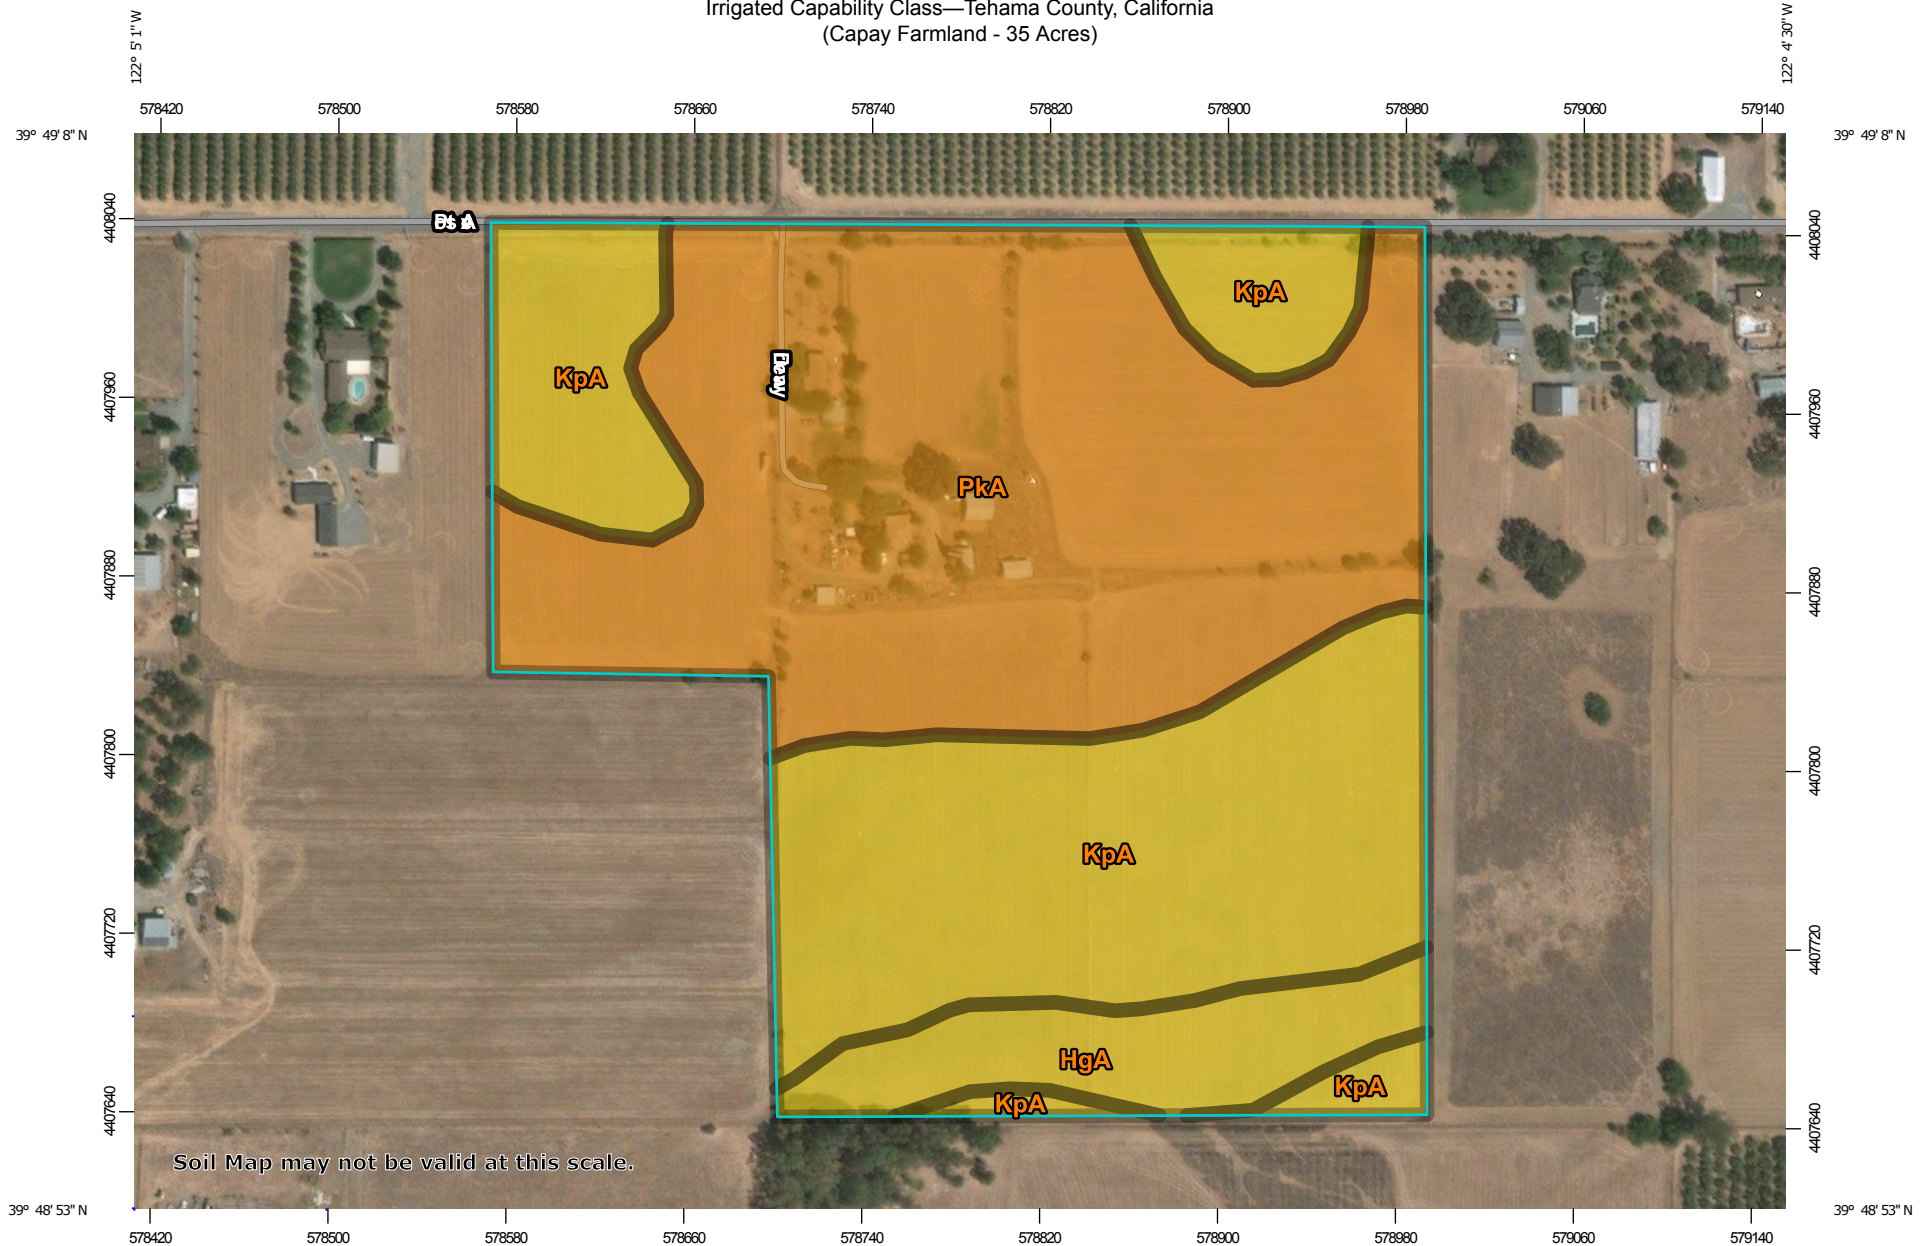 Irrigated Capability Class—Tehama County, California
(Capay Farmland - 35 Acres)
122° 5' 1" W
122° 4' 30" W
578420 578500 578580 578660 578740 578820 578900 578980 579060 579140
39° 49' 8" N
39° 49' 8" N
4408040
4408040
KpA
KpA
4407960
4407960
PkA
4407880
4407880
4407800
4407800
KpA
4407720
4407720
HgA
KpA
KpA
4407640
4407640
Soil Map may not be valid at this scale.
39° 48' 53" N
39° 48' 53" N
578420 578500 578580 578660 578740 578820 578900 578980 579060 579140